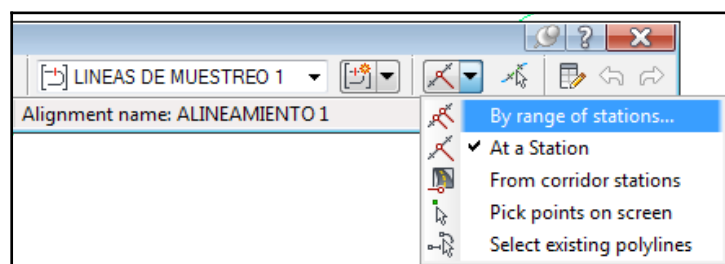 LINEAS DE MUESTREO 1
Alignment name: ALINEAMIENTO 1
By range of stations...
At a Station
From corridor stations
Pick points on screen
Select existing polylines